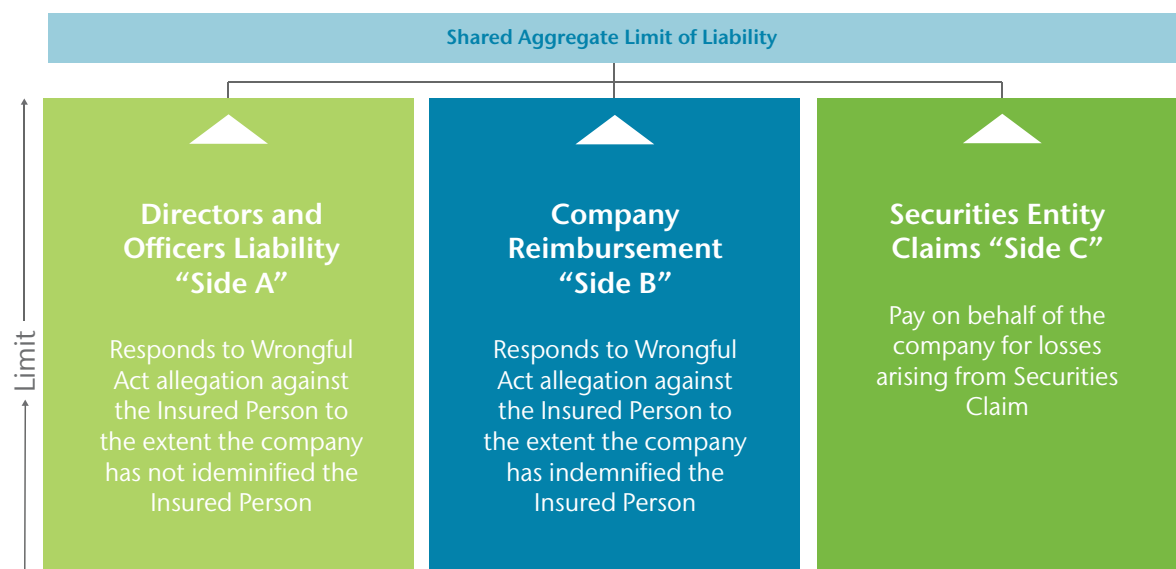 Shared Aggregate Limit of Liability
Limit
Directors and
Officers Liability
“Side A”
Responds to Wrongful
Act allegation against
the Insured Person to
the extent the company
has not ideminified the
Insured Person
Company
Reimbursement
“Side B”
Responds to Wrongful
Act allegation against
the Insured Person to
the extent the company
has indemnified the
Insured Person
Securities Entity
Claims “Side C”
Pay on behalf of the
company for losses
arising from Securities
Claim